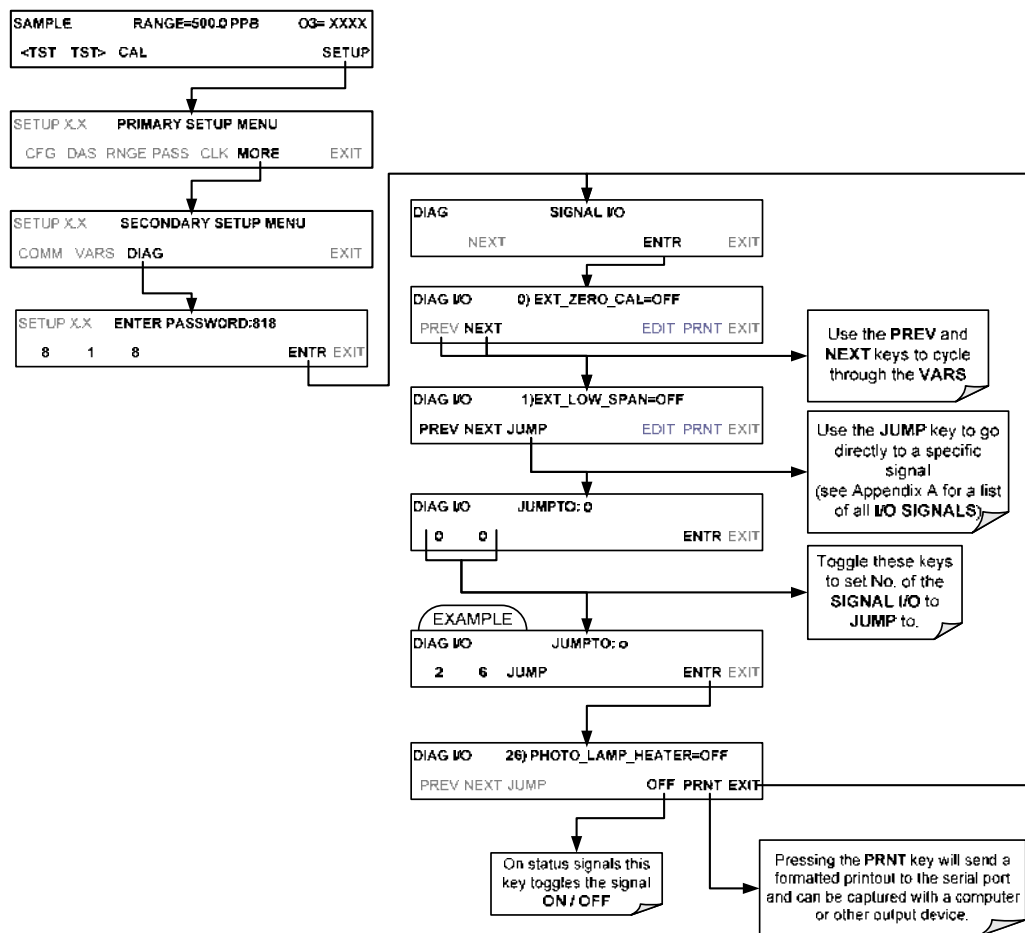 SAMPLE RANGE=500.0 PPB O3= XXXX
<TST TST> CAL SETUP
SETUP X.X PRIMARY SETUP MENU
CFG DAS RNGE PASS CLK MORE EXIT
SETUP X.X SECONDARY SETUP MENU
COMM VARS DIAG EXIT
SETUP X.X ENTER PASSWORD:818
8 1 8 ENTR EXIT
DIAG SIGNAL I/O
NEXT ENTR EXIT
DIAG I/O 0) EXT_ZERO_CAL=OFF
PREV NEXT EDIT PRNT EXIT
Use the PREV and
NEXT keys to cycle
through the VARS
DIAG I/O 1)EXT_LOW_SPAN=OFF
PREV NEXT JUMP EDIT PRNT EXIT
Use the JUMP key to go
directly to a specific
signal
(see Appendix A for a list
of all I/O SIGNALS)
DIAG I/O JUMPTO: 0
0 0 ENTR EXIT
Toggle these keys
to set No. of the
SIGNAL I/O to
JUMP to.
EXAMPLE
DIAG I/O JUMPTO: 0
2 6 JUMP ENTR EXIT
DIAG I/O 26) PHOTO_LAMP_HEATER=OFF
PREV NEXT JUMP OFF PRNT EXIT
On status signals this
key toggles the signal
ON / OFF
Pressing the PRNT key will send a
formatted printout to the serial port
and can be captured with a computer
or other output device.